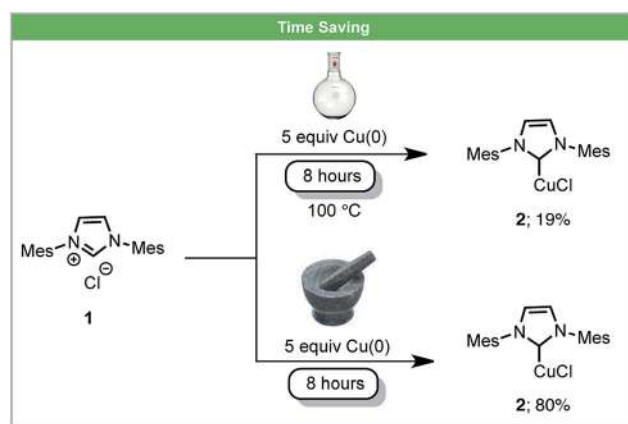 Time Saving
5 equiv Cu(0)
8 hours
100 °C
Mes
N
N
Mes
CuCl
2; 19%
Mes
N
⊕
N
Mes
Cl⊖
1
5 equiv Cu(0)
8 hours
Mes
N
N
Mes
CuCl
2; 80%